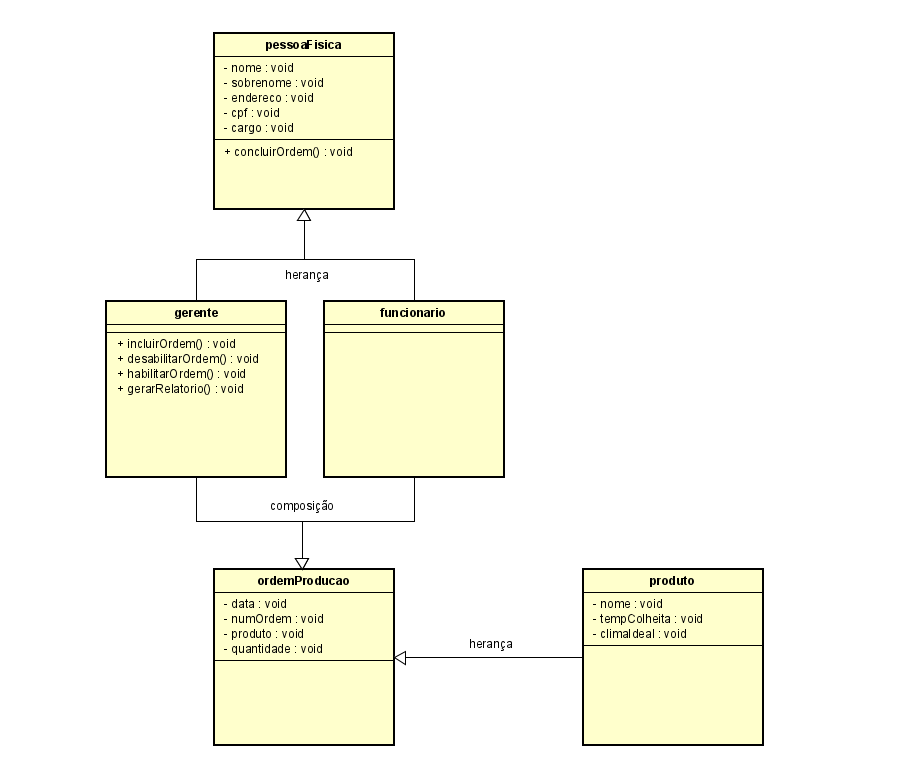 pessoaFisica
- nome : void
- sobrenome : void
- endereco : void
- cpf : void
- cargo : void
+ concluirOrdem() : void
herança
gerente
+ incluirOrdem() : void
+ desabilitarOrdem() : void
+ habilitarOrdem() : void
+ gerarRelatorio() : void
funcionario
composição
ordemProducao
- data : void
- numOrdem : void
- produto : void
- quantidade : void
herança
produto
- nome : void
- tempColheita : void
- climaIdeal : void